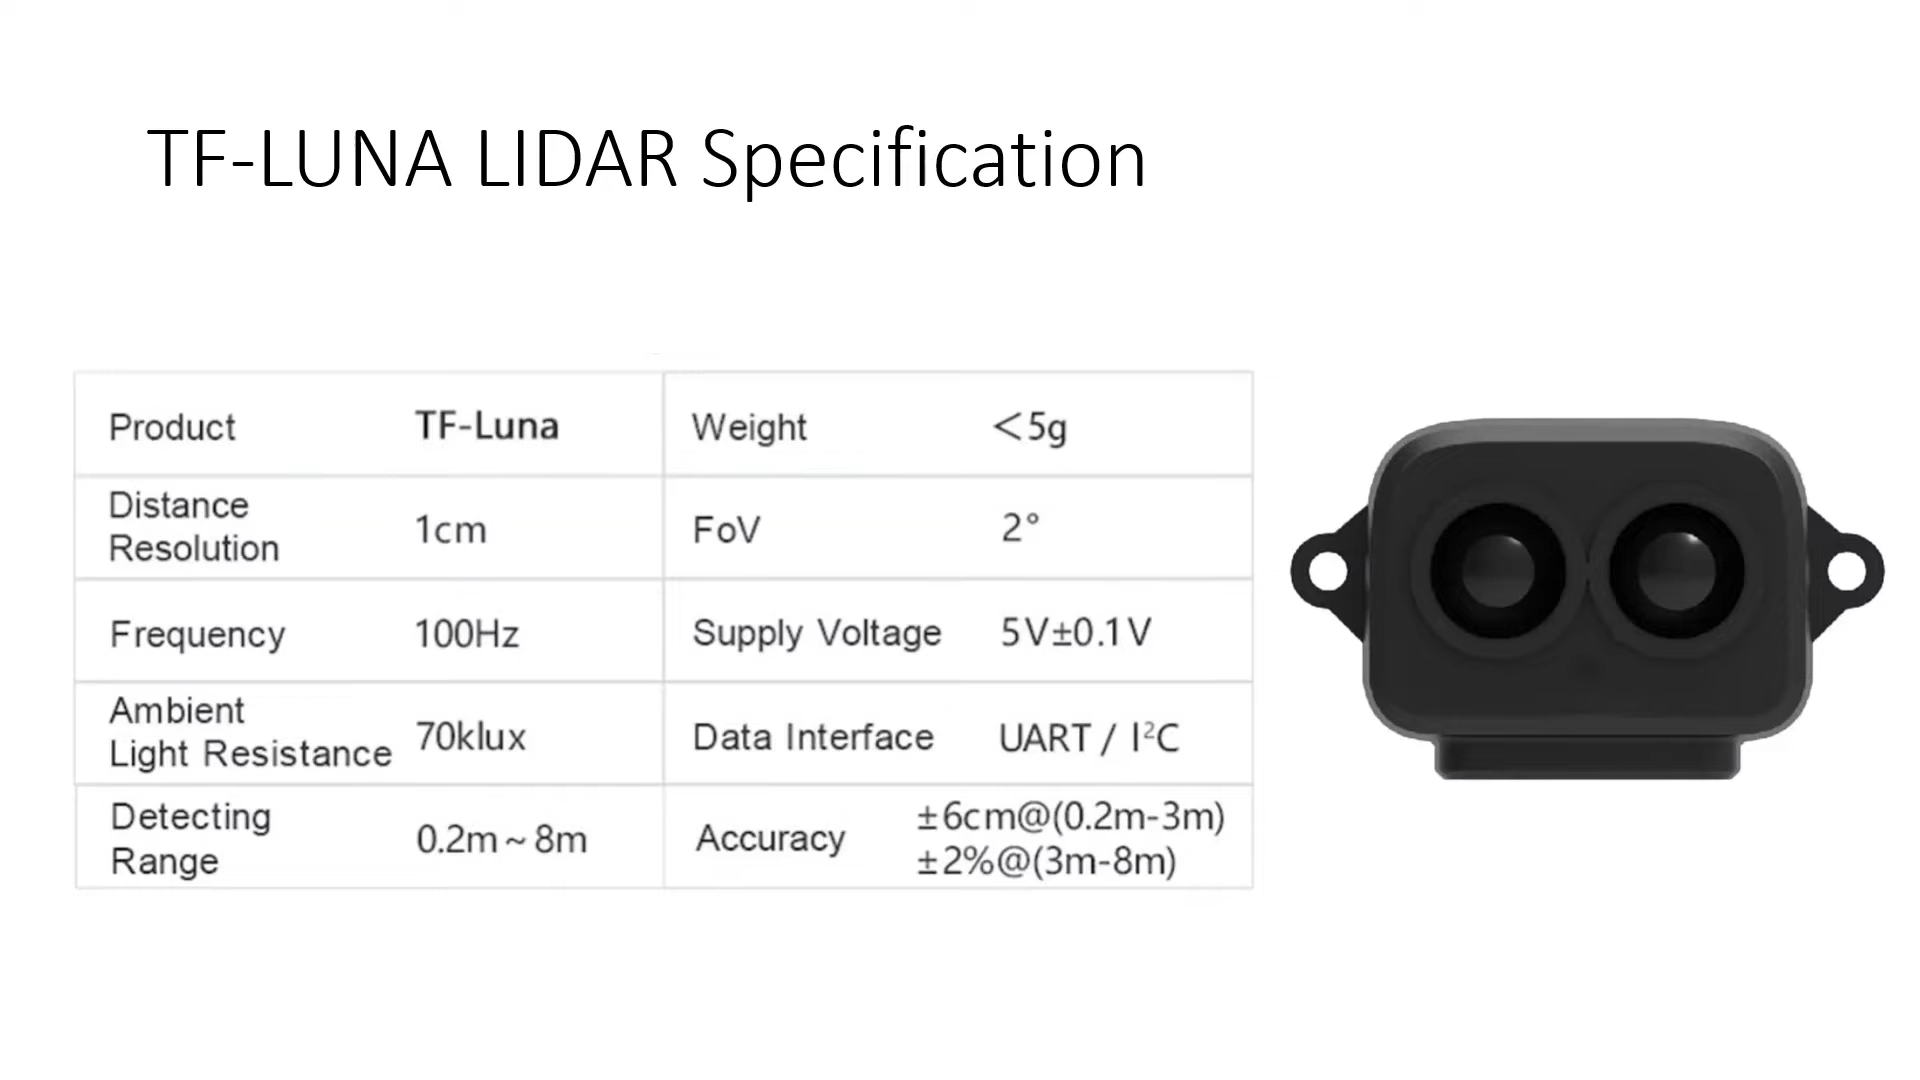 TF-LUNA LIDAR Specification
Product TF-Luna Weight <5g
Distance
Resolution 1cm FoV 2°
Frequency 100Hz Supply Voltage 5V±0.1V
Ambient
Light Resistance 70klux Data Interface UART / I²C
Detecting
Range 0.2m~8m Accuracy ±6cm@(0.2m-3m)
±2%@(3m-8m)